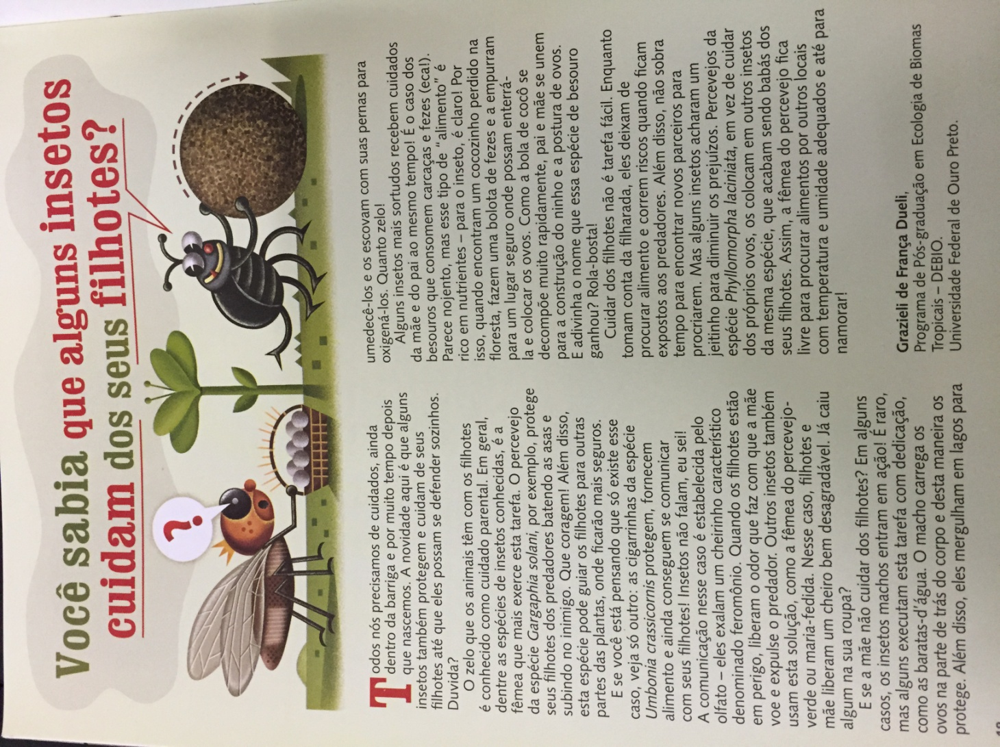 Você sabia que alguns insetos
cuidam dos seus filhotes?
?
Todos nós precisamos de cuidados, ainda
dentro da barriga e por muito tempo depois
que nascemos. A novidade aqui é que alguns
insetos também protegem e cuidam de seus
filhotes até que eles possam se defender sozinhos.
Duvida?
O zelo que os animais têm com os filhotes
é conhecido como cuidado parental. Em geral,
dentre as espécies de insetos conhecidas, é a
fêmea que mais exerce esta tarefa. O percevejo
da espécie Gargaphia solani, por exemplo, protege
seus filhotes dos predadores batendo as asas e
subindo no inimigo. Que coragem! Além disso,
esta espécie pode guiar os filhotes para outras
partes das plantas, onde ficarão mais seguros.
E se você está pensando que só existe esse
caso, veja só outro: as cigarrinhas da espécie
Umbonia crassicornis protegem, fornecem
alimento e ainda conseguem se comunicar
com seus filhotes! Insetos não falam, eu sei!
A comunicação nesse caso é estabelecida pelo
olfato – eles exalam um cheirinho característico
denominado feromônio. Quando os filhotes estão
em perigo, liberam o odor que faz com que a mãe
voe e expulse o predador. Outros insetos também
usam esta solução, como a fêmea do percevejo-
verde ou maria-fedida. Nesse caso, filhotes e
mãe liberam um cheiro bem desagradável. Já caiu
algum na sua roupa?
E se a mãe não cuidar dos filhotes? Em alguns
casos, os insetos machos entram em ação! É raro,
mas alguns executam esta tarefa com dedicação,
como as baratas-d'água. O macho carrega os
ovos na parte de trás do corpo e desta maneira os
protege. Além disso, eles mergulham em lagos para
umedecê-los e os escovam com suas pernas para
oxigená-los. Quanto zelo!
Alguns insetos mais sortudos recebem cuidados
da mãe e do pai ao mesmo tempo! É o caso dos
besouros que consomem carcaças e fezes (eca!).
Parece nojento, mas esse tipo de "alimento" é
rico em nutrientes – para o inseto, é claro! Por
isso, quando encontram um cocozinho perdido na
floresta, fazem uma bolota de fezes e a empurram
para um lugar seguro onde possam enterrá-
la e colocar os ovos. Como a bola de cocô se
decompõe muito rapidamente, pai e mãe se unem
para a construção do ninho e a postura de ovos.
E adivinha o nome que essa espécie de besouro
ganhou? Rola-bosta!
Cuidar dos filhotes não é tarefa fácil. Enquanto
tomam conta da filharada, eles deixam de
procurar alimento e correm riscos quando ficam
expostos aos predadores. Além disso, não sobra
tempo para encontrar novos parceiros para
procriarem. Mas alguns insetos acharam um
jeitinho para diminuir os prejuízos. Percevejos da
espécie Phyllomorpha laciniata, em vez de cuidar
dos próprios ovos, os colocam em outros insetos
da mesma espécie, que acabam sendo babás dos
seus filhotes. Assim, a fêmea do percevejo fica
livre para procurar alimentos por outros locais
com temperatura e umidade adequados e até para
namorar!
Grazieli de França Dueli,
Programa de Pós-graduação em Ecologia de Biomas
Tropicais – DEBIO.
Universidade Federal de Ouro Preto.